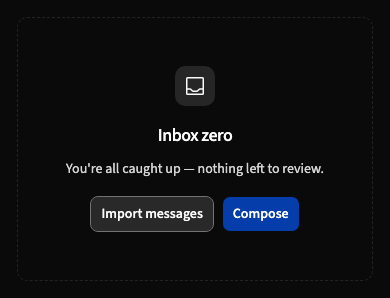 Inbox zero
You're all caught up — nothing left to review.
Import messages
Compose